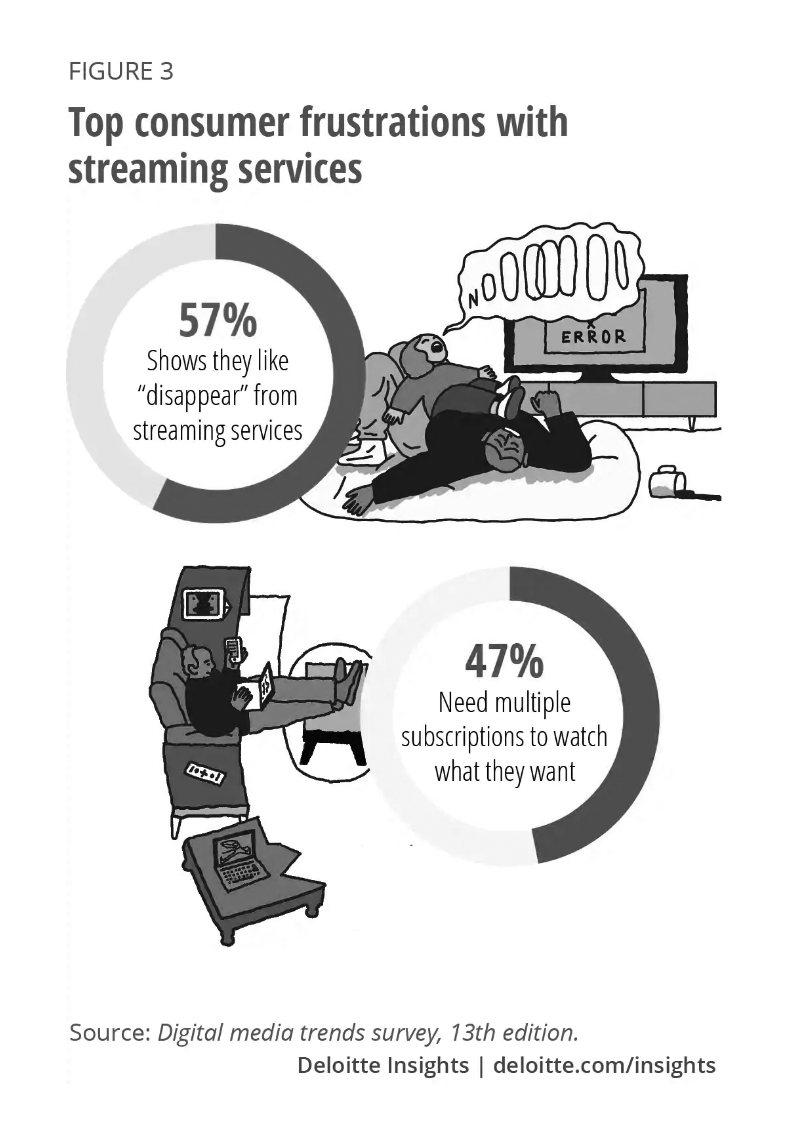 FIGURE 3
Top consumer frustrations with
streaming services
57%
Shows they like
“disappear” from
streaming services
NOOOOOOOO
ERROR
47%
Need multiple
subscriptions to watch
what they want
Source: Digital media trends survey, 13th edition.
Deloitte Insights | deloitte.com/insights